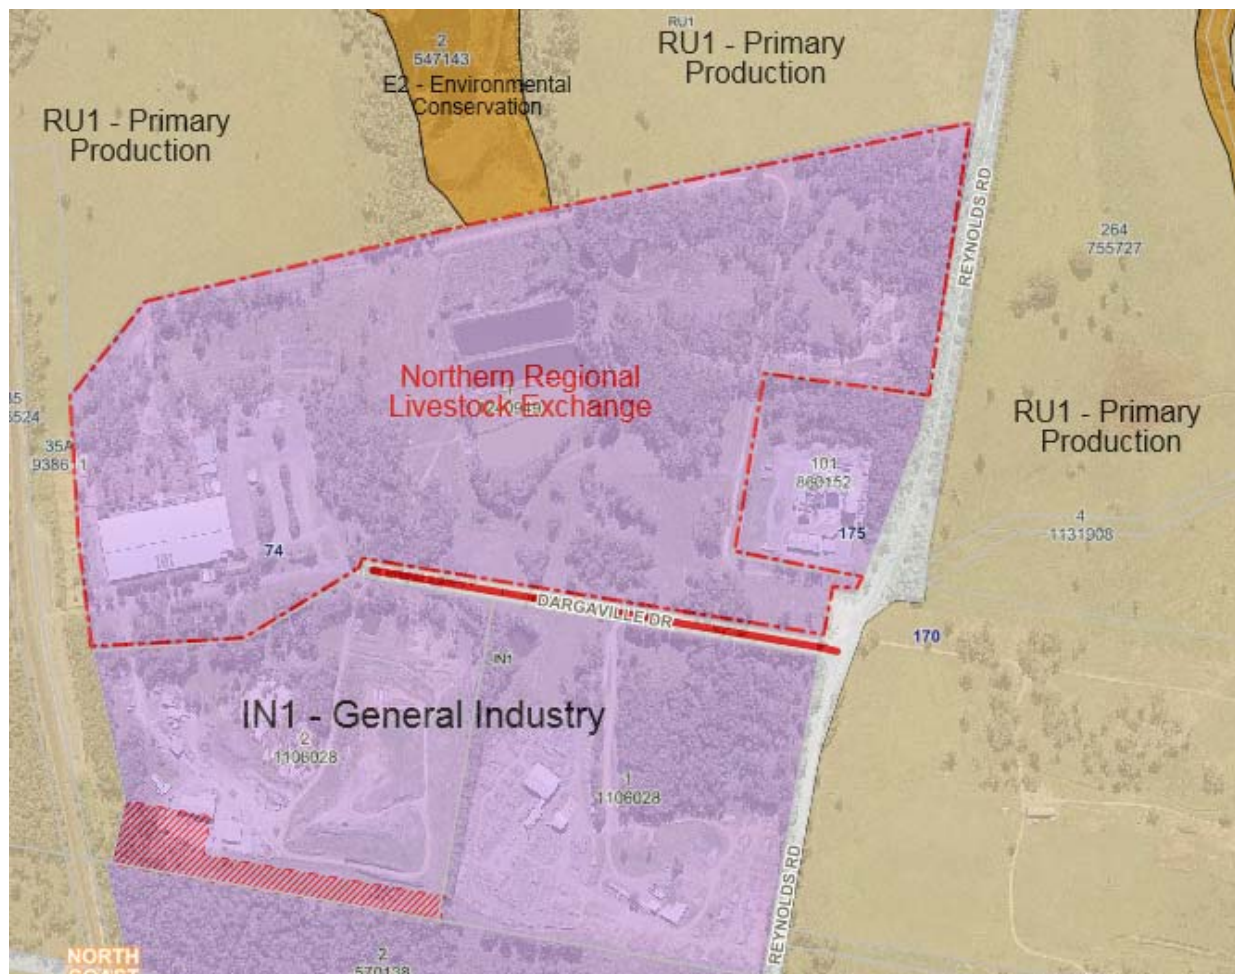 RU1
2
547143
RU1 - Primary
Production
E2 - Environmental
Conservation
RU1 - Primary
Production
REYNOLDS RD
264
755727
Northern Regional
Livestock Exchange
1
RU1 - Primary
Production
35A
101
860152
4
1131908
175
74
DARGAVILLE DR
170
IN1
IN1 - General Industry
2
1106028
1
1106028
REYNOLDS RD
NORTH
COAST
2
570138